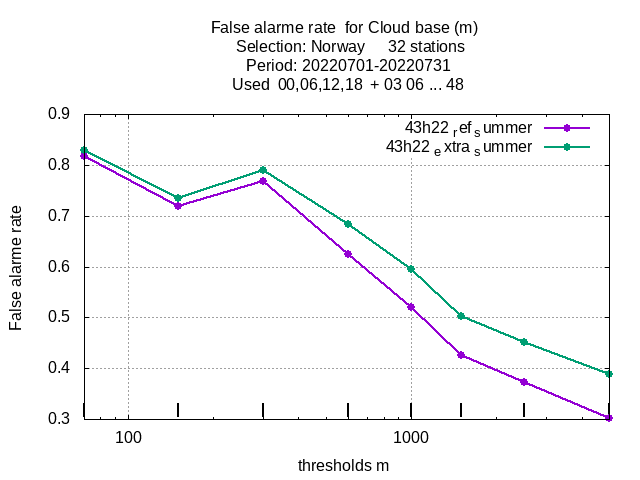 False alarme rate  for Cloud base (m)
Selection: Norway     32 stations
Period: 20220701-20220731
Used  00,06,12,18  + 03 06 ... 48
0.9
0.8
0.7
0.6
0.5
0.4
0.3
False alarme rate
43h22 ref summer
43h22 extra summer
100
1000
thresholds m